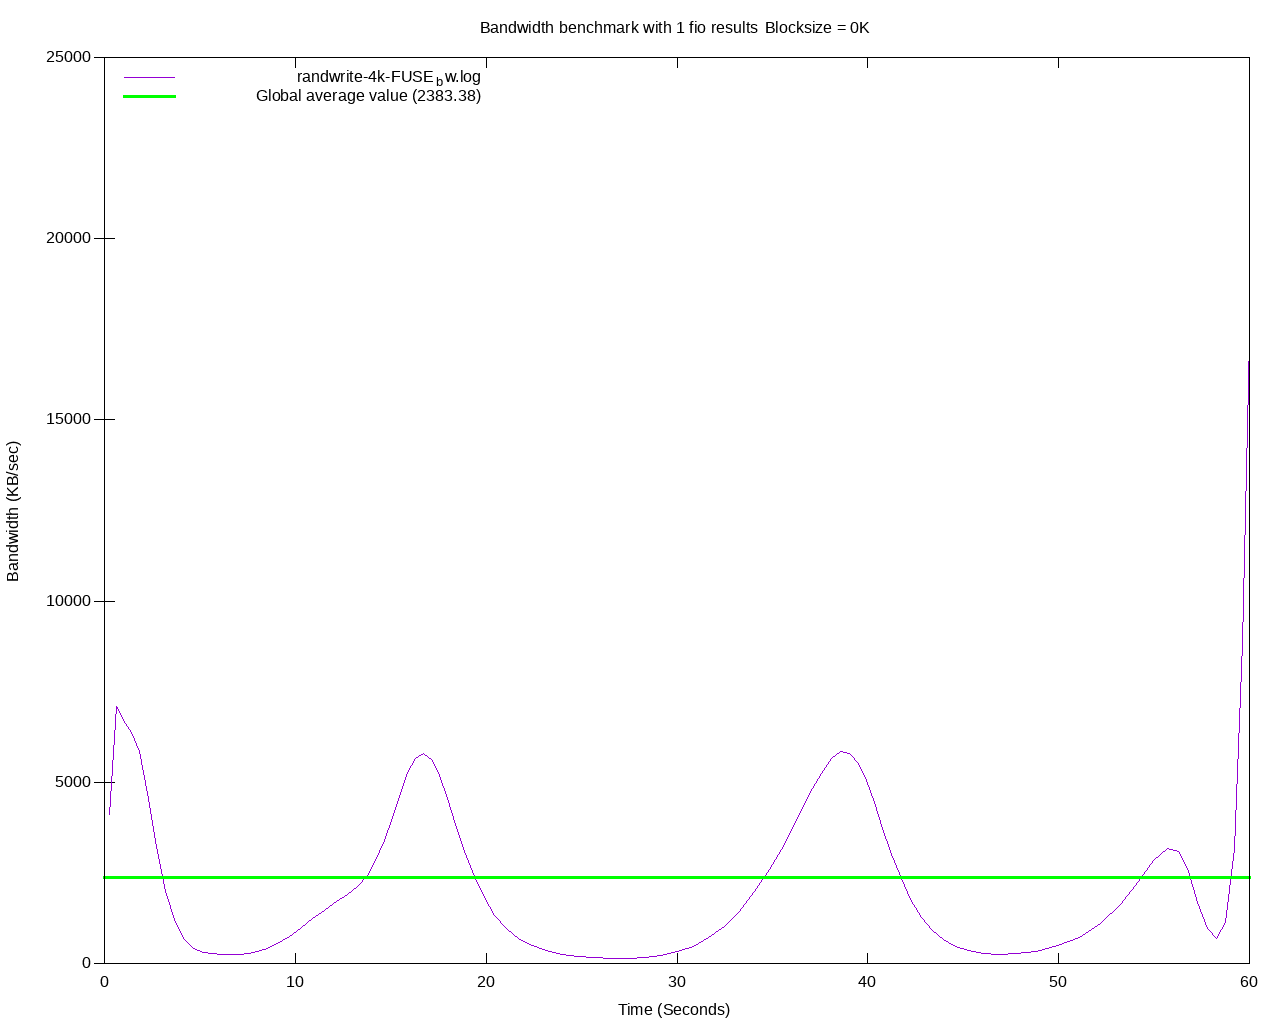 Bandwidth benchmark with 1 fio results Blocksize = 0K
randwrite-4k-FUSE_bw.log
Global average value (2383.38)
25000
20000
15000
10000
5000
0
Bandwidth (KB/sec)
0 10 20 30 40 50 60
Time (Seconds)